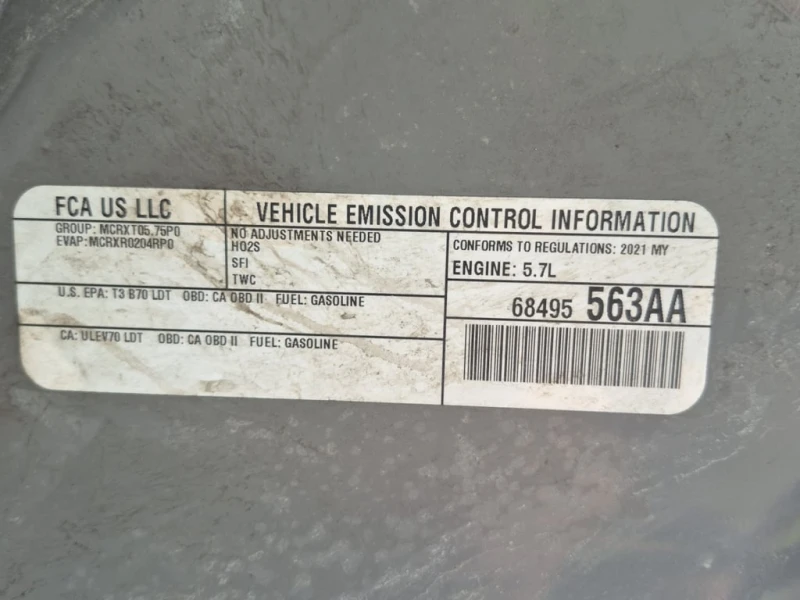 FCA US LLC
VEHICLE EMISSION CONTROL INFORMATION
GROUP: MCRXT05.75P0
EVAP:MCRXR0204RP0
NO ADJUSTMENTS NEEDED
HO2S
SFI
TWC
CONFORMS TO REGULATIONS: 2021 MY
ENGINE: 5.7L
U.S. EPA: T3 B70 LDT OBD: CA OBD II FUEL: GASOLINE
68495 563AA
CA: ULEV70 LDT OBD: CA OBD II FUEL: GASOLINE